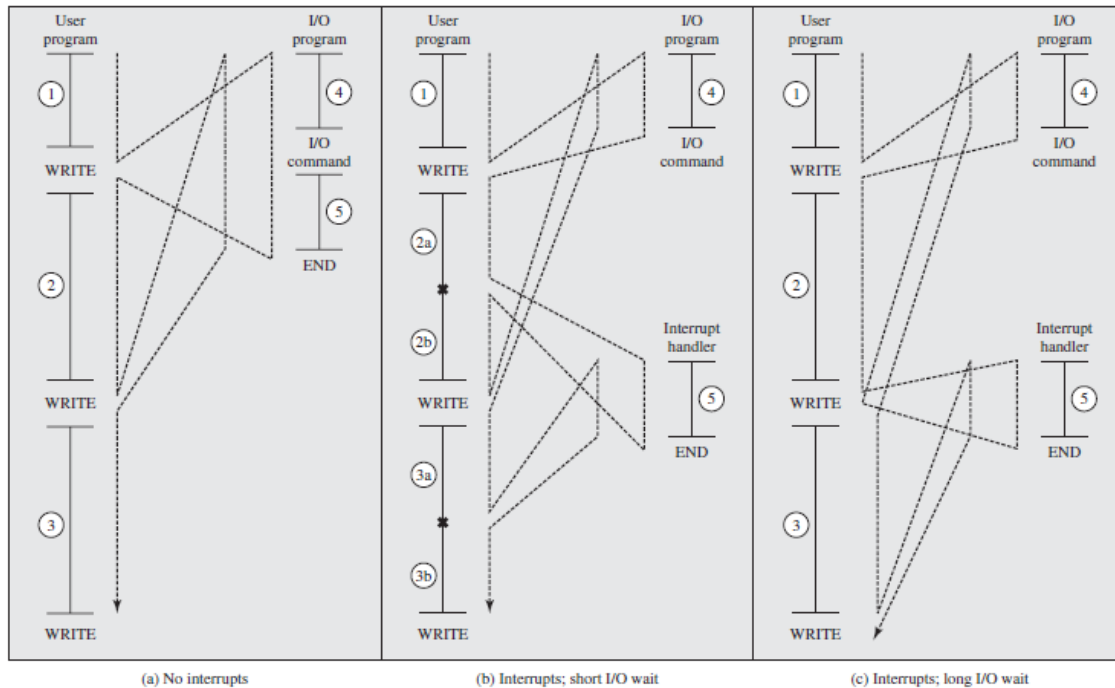 User
program
I/O
program
1
4
WRITE
I/O
command
5
2
END
WRITE
3
WRITE
(a) No interrupts
User
program
I/O
program
1
4
WRITE
I/O
command
2a
2b
Interrupt
handler
5
WRITE
END
3a
3b
WRITE
(b) Interrupts; short I/O wait
User
program
I/O
program
1
4
WRITE
I/O
command
2
Interrupt
handler
5
WRITE
END
3
WRITE
(c) Interrupts; long I/O wait